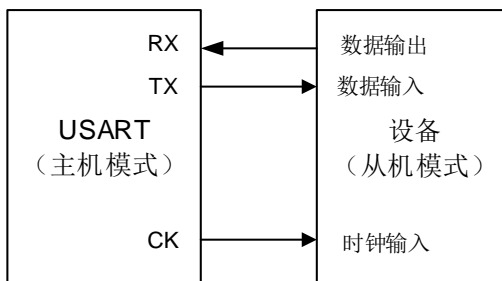 RX
数据输出
TX
数据输入
USART
(主机模式)
设备
(从机模式)
CK
时钟输入